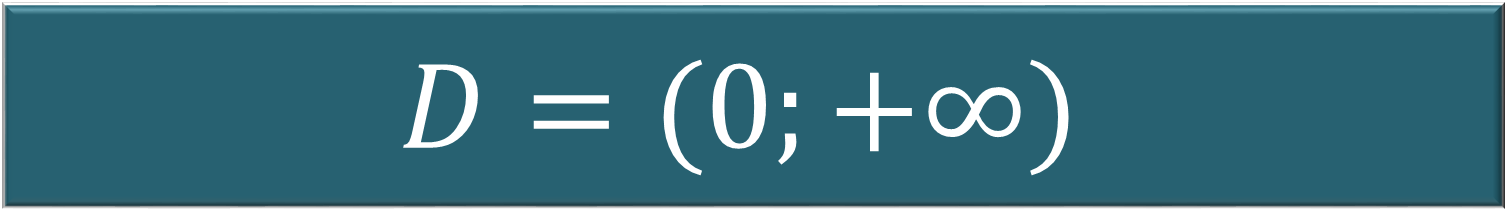 𝐷 = (0; +∞)